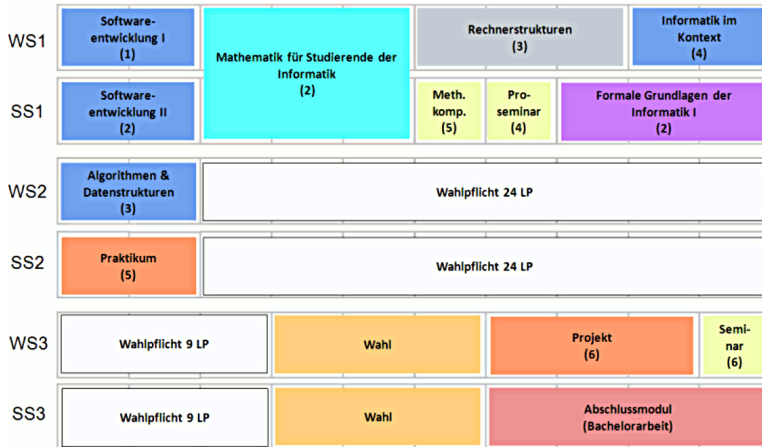 WS1
Software-
entwicklung I
(1)
Mathematik für Studierende der
Informatik
(2)
Rechnerstrukturen
(3)
Informatik im
Kontext
(4)
SS1
Software-
entwicklung II
(2)
Meth.
komp.
(5)
Pro-
seminar
(4)
Formale Grundlagen der
Informatik I
(2)
WS2
Algorithmen &
Datenstrukturen
(3)
Wahlpflicht 24 LP
SS2
Praktikum
(5)
Wahlpflicht 24 LP
WS3
Wahlpflicht 9 LP
Wahl
Projekt
(6)
Semi-
nar
(6)
SS3
Wahlpflicht 9 LP
Wahl
Abschlussmodul
(Bachelorarbeit)